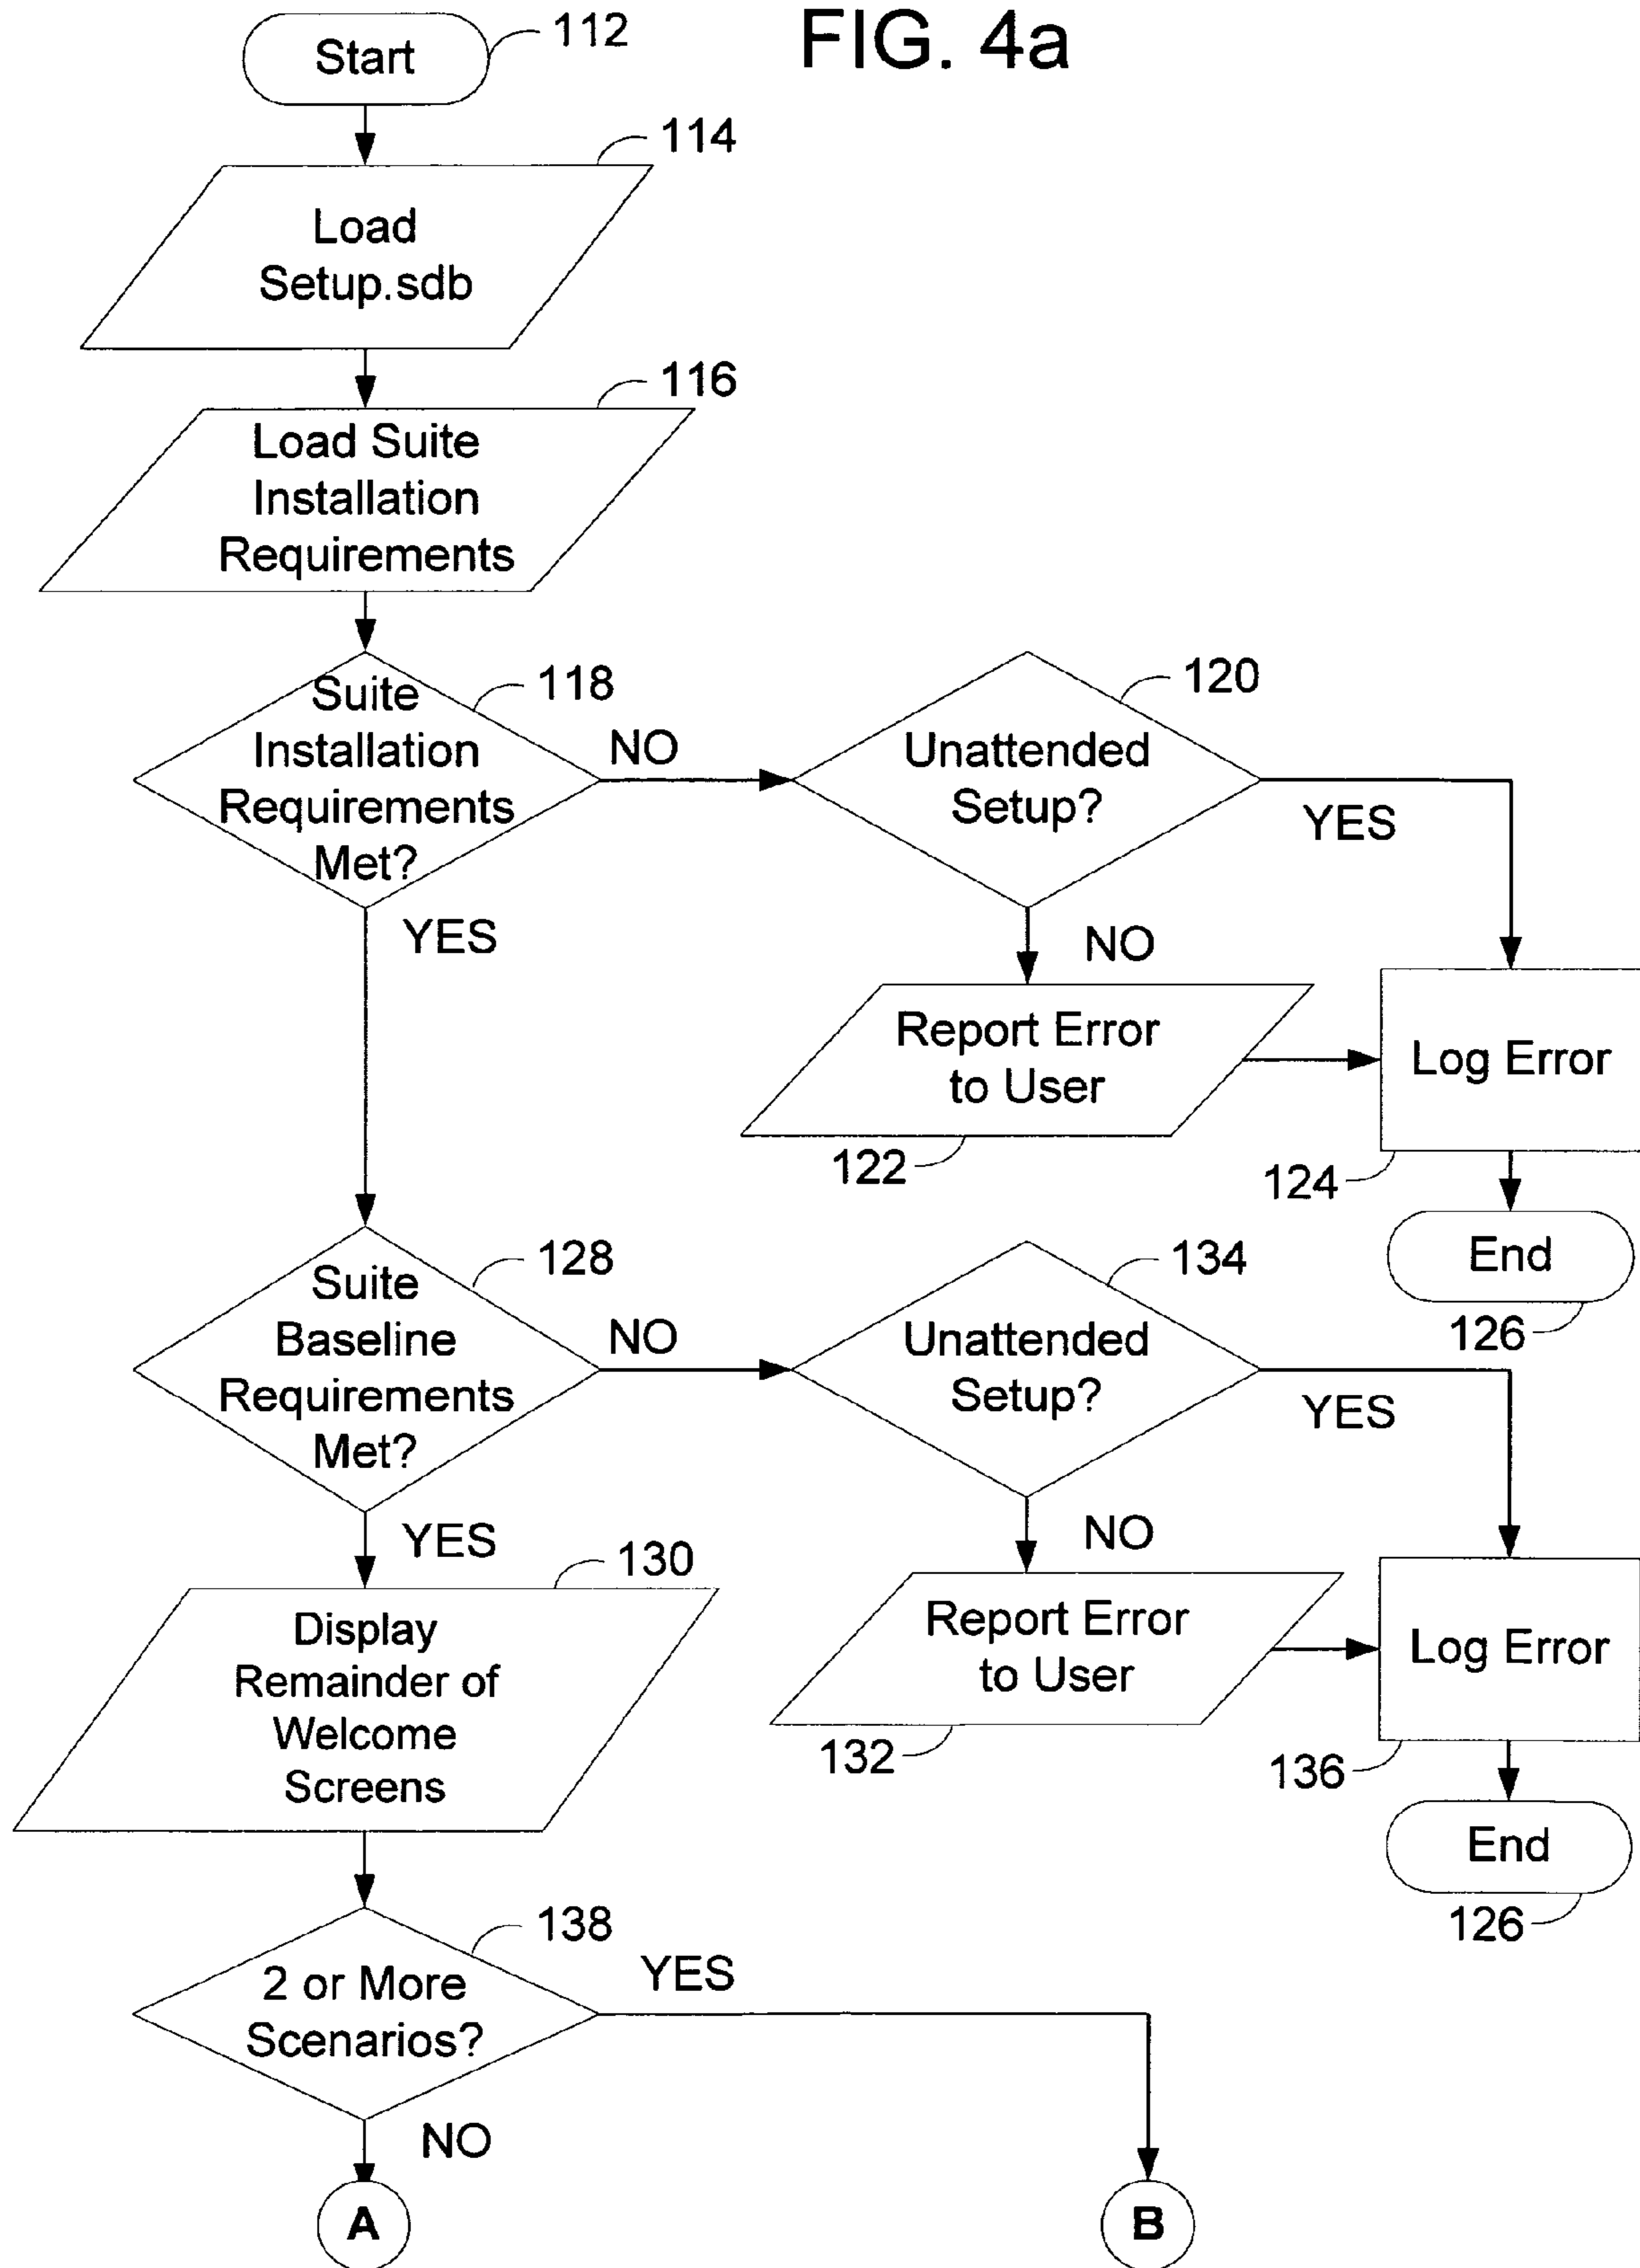 FIG. 4a
Start
112
114
Load
Setup.sdb
116
Load Suite
Installation
Requirements
118
Suite
Installation
Requirements
Met?
NO
YES
120
Unattended
Setup?
YES
NO
Report Error
to User
122
Log Error
124
End
126
128
Suite
Baseline
Requirements
Met?
NO
YES
134
Unattended
Setup?
YES
NO
Report Error
to User
132
Log Error
136
End
126
130
Display
Remainder of
Welcome
Screens
138
2 or More
Scenarios?
YES
NO
A
B